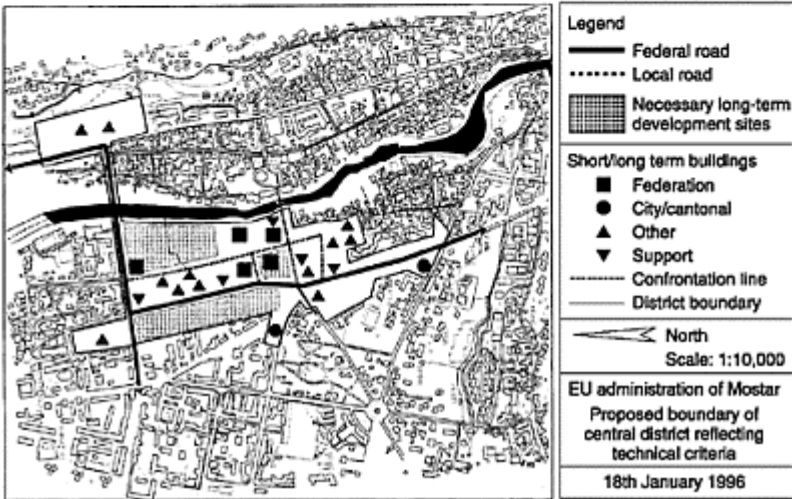 Legend
Federal road
Local road
Necessary long-term
development sites
Short/long term buildings
Federation
City/cantonal
Other
Support
Confrontation line
District boundary
North
Scale: 1:10,000
EU administration of Mostar
Proposed boundary of
central district reflecting
technical criteria
18th January 1996